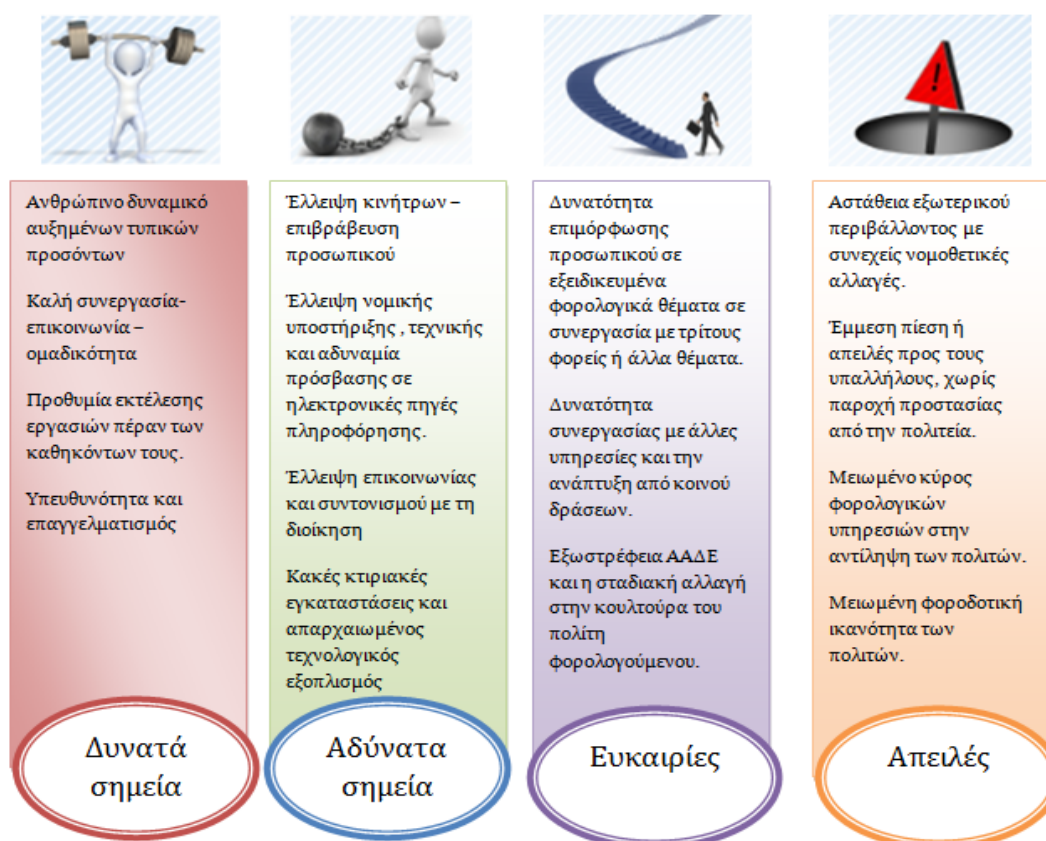 Ανθρώπινο δυναμικό
αυξημένων τυπικών
προσόντων
Καλή συνεργασία-
επικοινωνία –
ομαδικότητα
Προθυμία εκτέλεσης
εργασιών πέραν των
καθηκόντων τους.
Υπευθυνότητα και
επαγγελματισμός
Δυνατά
σημεία
Έλλειψη κινήτρων –
επιβράβευση
προσωπικού
Έλλειψη νομικής
υποστήριξης , τεχνικής
και αδυναμία
πρόσβασης σε
ηλεκτρονικές πηγές
πληροφόρησης.
Έλλειψη επικοινωνίας
και συντονισμού με τη
διοίκηση
Κακές κτιριακές
εγκαταστάσεις και
απαρχαιωμένος
τεχνολογικός
εξοπλισμός
Αδύνατα
σημεία
Δυνατότητα
επιμόρφωσης
προσωπικού σε
εξειδικευμένα
φορολογικά θέματα σε
συνεργασία με τρίτους
φορείς ή άλλα θέματα.
Δυνατότητα
συνεργασίας με άλλες
υπηρεσίες και την
ανάπτυξη από κοινού
δράσεων.
Εξωστρέφεια ΑΑΔΕ
και η σταδιακή αλλαγή
στην κουλτούρα του
πολίτη
φορολογούμενου.
Ευκαιρίες
Αστάθεια εξωτερικού
περιβάλλοντος με
συνεχείς νομοθετικές
αλλαγές.
Έμμεση πίεση ή
απειλές προς τους
υπαλλήλους, χωρίς
παροχή προστασίας
από την πολιτεία.
Μειωμένο κύρος
φορολογικών
υπηρεσιών στην
αντίληψη των πολιτών.
Μειωμένη φοροδοτική
ικανότητα των
πολιτών.
Απειλές